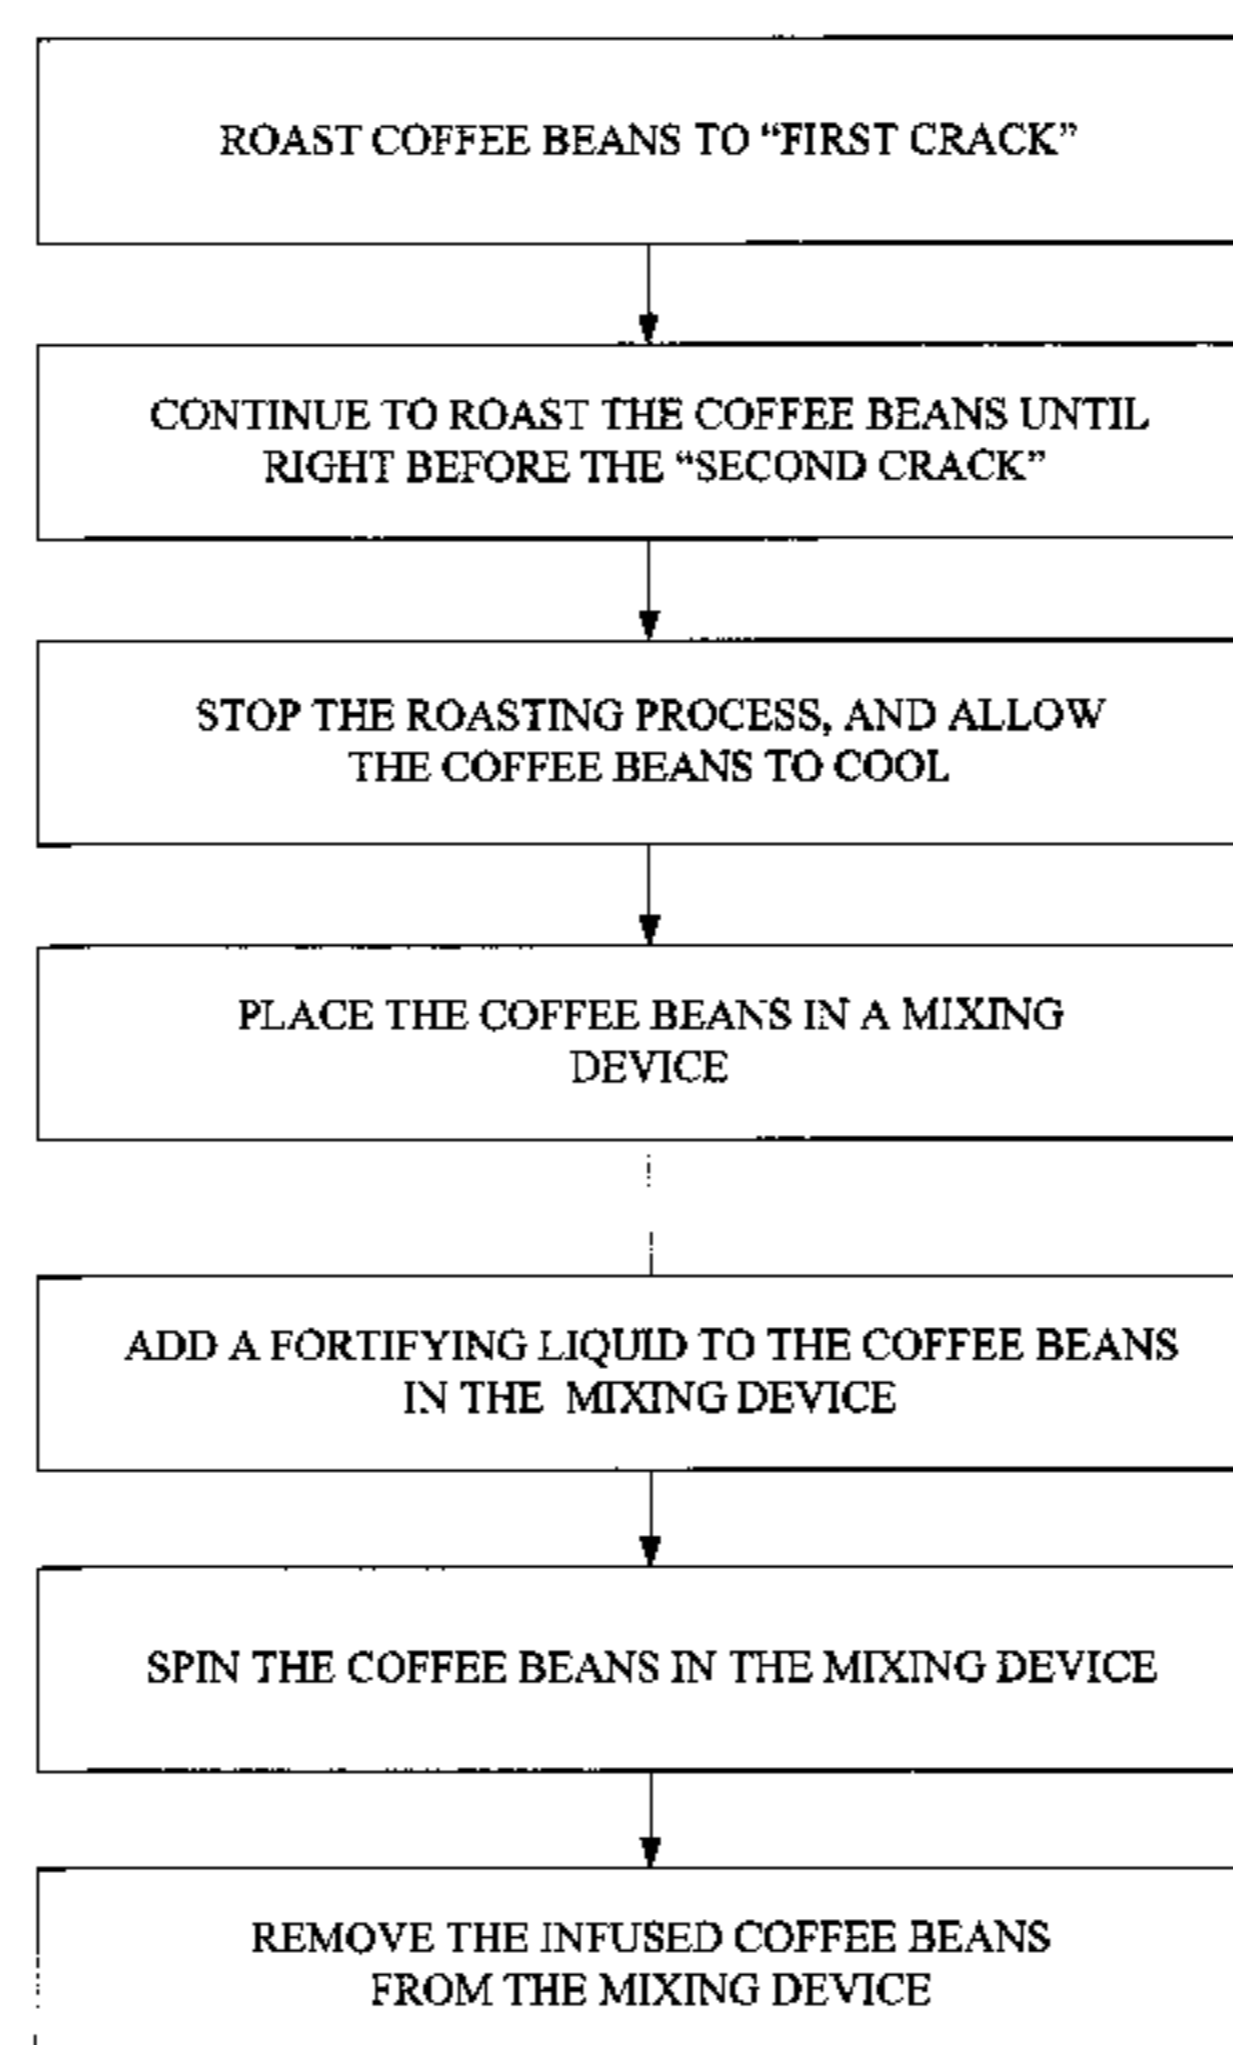 ROAST COFFEE BEANS TO “FIRST CRACK”
CONTINUE TO ROAST THE COFFEE BEANS UNTIL
RIGHT BEFORE THE “SECOND CRACK”
STOP THE ROASTING PROCESS, AND ALLOW
THE COFFEE BEANS TO COOL
PLACE THE COFFEE BEANS IN A MIXING
DEVICE
ADD A FORTIFYING LIQUID TO THE COFFEE BEANS
IN THE MIXING DEVICE
SPIN THE COFFEE BEANS IN THE MIXING DEVICE
REMOVE THE INFUSED COFFEE BEANS
FROM THE MIXING DEVICE